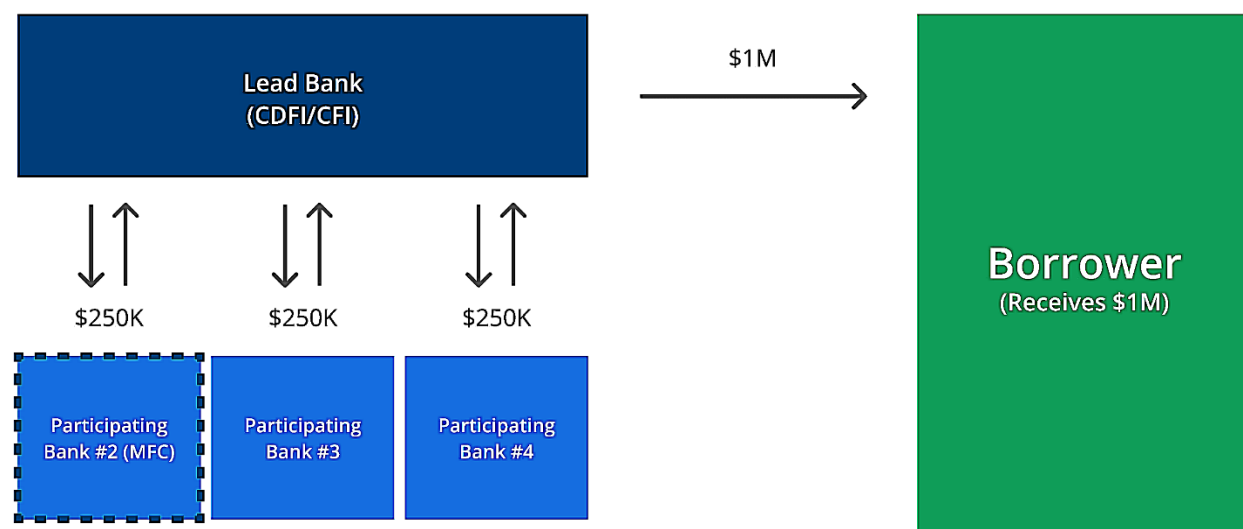 Lead Bank
(CDFI/CFI)
$1M
Borrower
(Receives $1M)
$250K
$250K
$250K
Participating
Bank #2 (MFC)
Participating
Bank #3
Participating
Bank #4